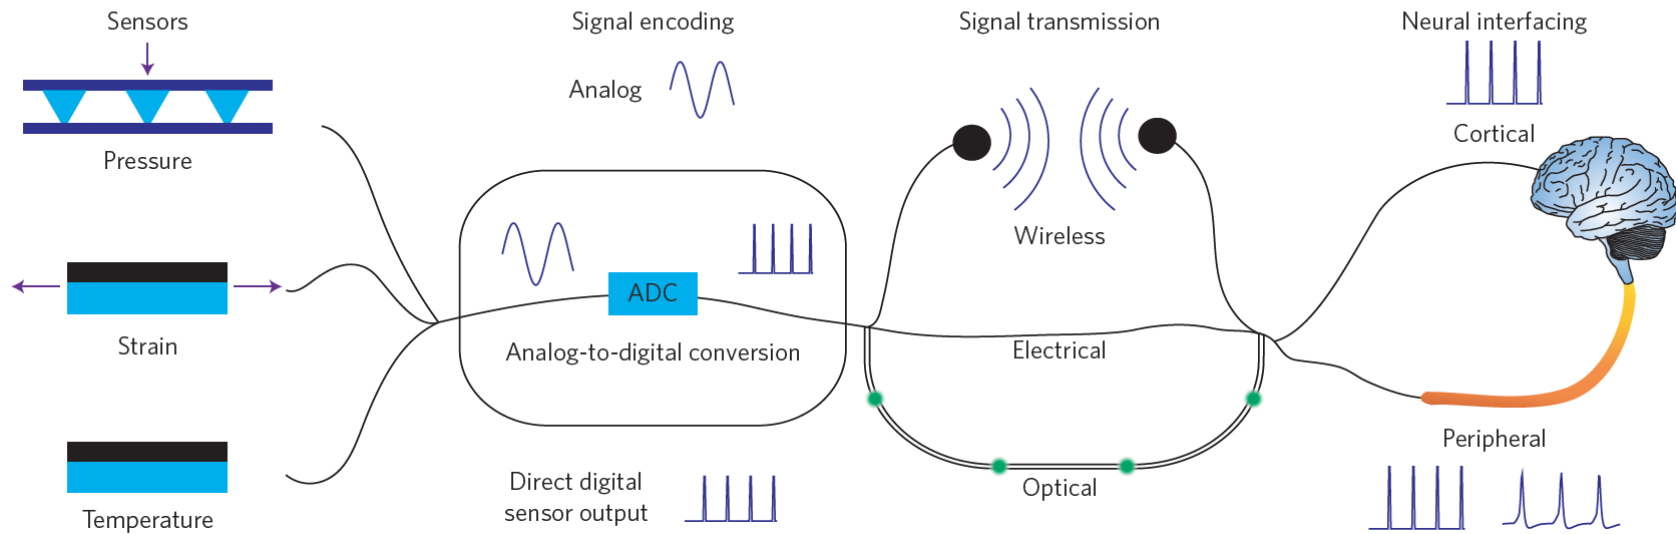 Sensors
Pressure
Strain
Temperature
Signal encoding
Analog
ADC
Analog-to-digital conversion
Direct digital
sensor output
Signal transmission
Wireless
Electrical
Optical
Neural interfacing
Cortical
Peripheral